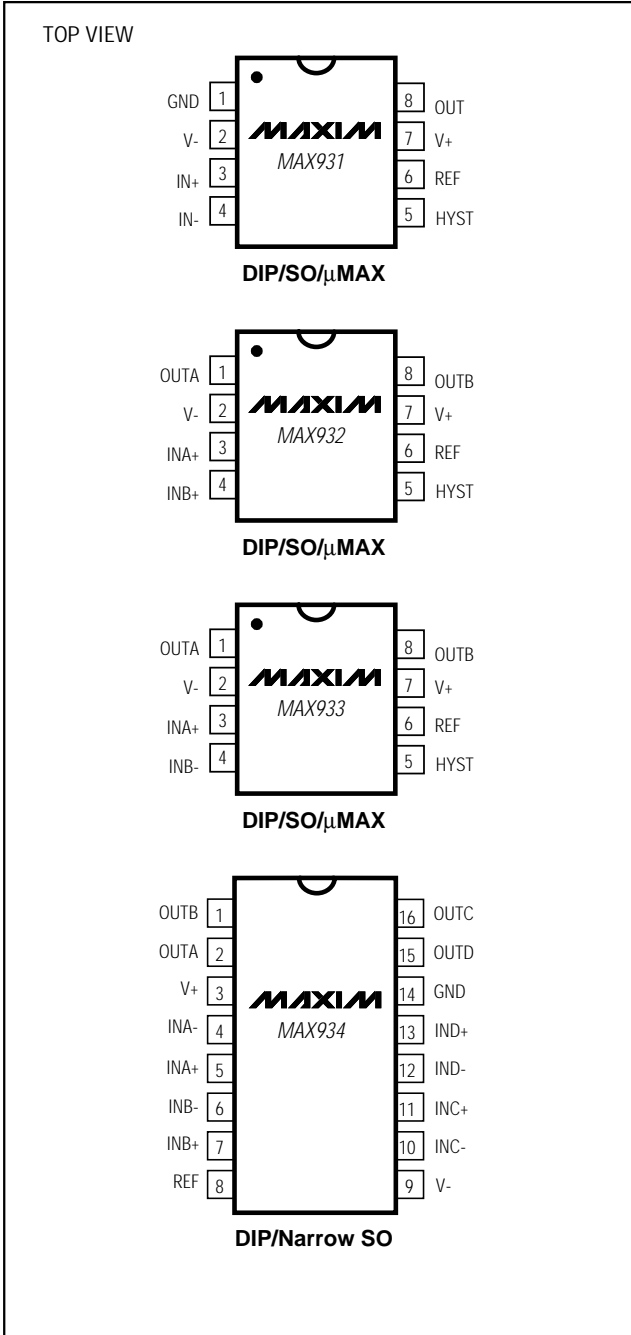 TOP VIEW
GND 1 8 OUT
V- 2 MAXIM 7 V+
IN+ 3 MAX931 6 REF
IN- 4 5 HYST
DIP/SO/µMAX
OUTA 1 8 OUTB
V- 2 MAXIM 7 V+
INA+ 3 MAX932 6 REF
INB+ 4 5 HYST
DIP/SO/µMAX
OUTA 1 8 OUTB
V- 2 MAXIM 7 V+
INA+ 3 MAX933 6 REF
INB- 4 5 HYST
DIP/SO/µMAX
OUTB 1 16 OUTC
OUTA 2 15 OUTD
V+ 3 MAXIM 14 GND
INA- 4 MAX934 13 IND+
INA+ 5 12 IND-
INB- 6 11 INC+
INB+ 7 10 INC-
REF 8 9 V-
DIP/Narrow SO